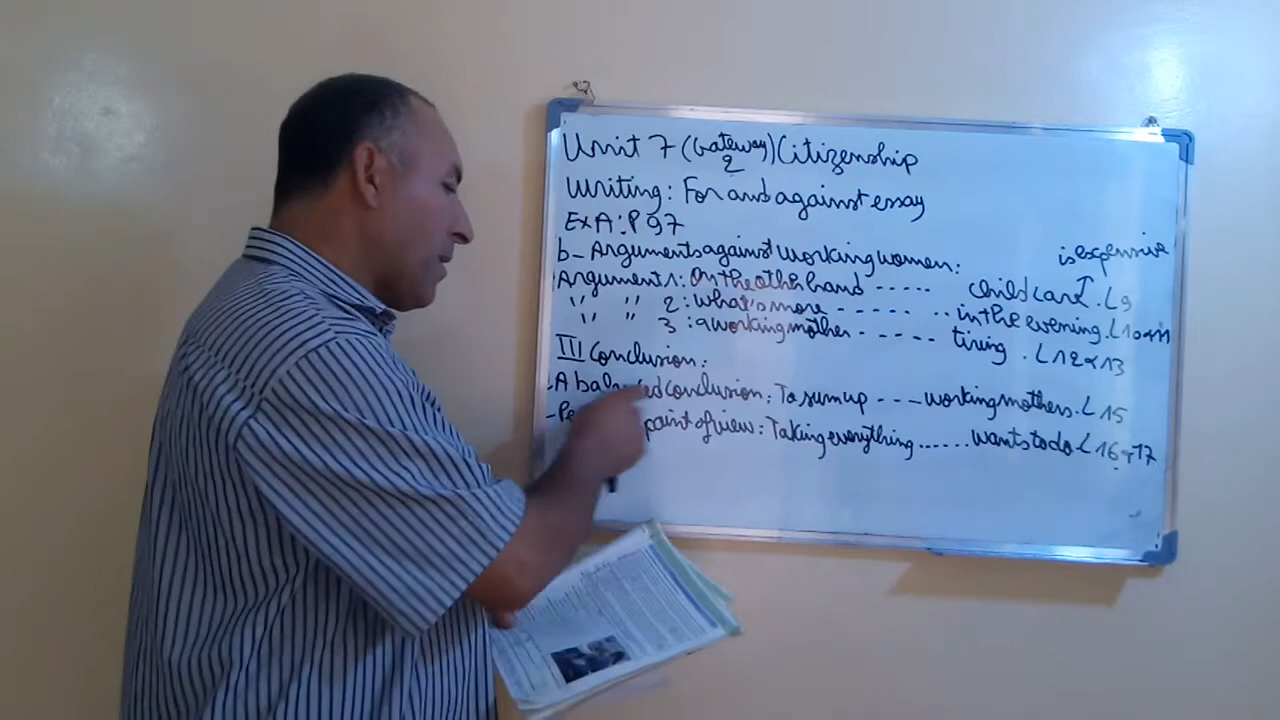 Unit 7 (Gateway 2) Citizenship
Writing: For and against essay
Ex A: P 97
b- Arguments against working women:
Argument 1: On the other hand ..... childcare is expensive. L 9
" " 2: what's more ........ in the evening. L 10 & 11
" " 3: a working mother ..... tiring. L 12 & 13
III Conclusion:
-A conclusion: To sum up --- working mothers. L 15
- point of view: Taking everything ...... wants to do. L 16 & 17